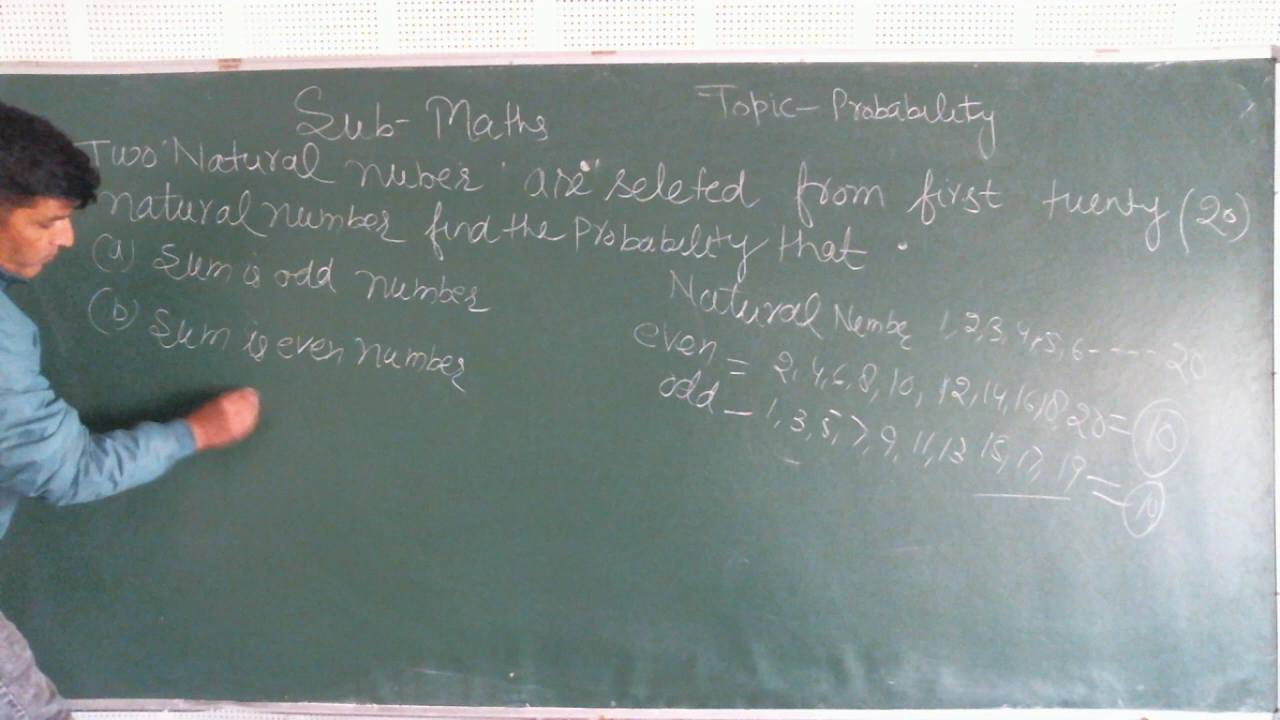 Sub- Maths
Topic- Probability
Two Natural nuber are seleted from first tuenty (20)
natural number find the Probability that .
(a) Sum is odd number
(b) Sum is even number
Natural Nembe 1,2,3,4,5,6----20
even = 2,4,6,8,10,12,14,16,18,20= 10
odd - 1,3,5,7,9,11,13 15,17,19= 10